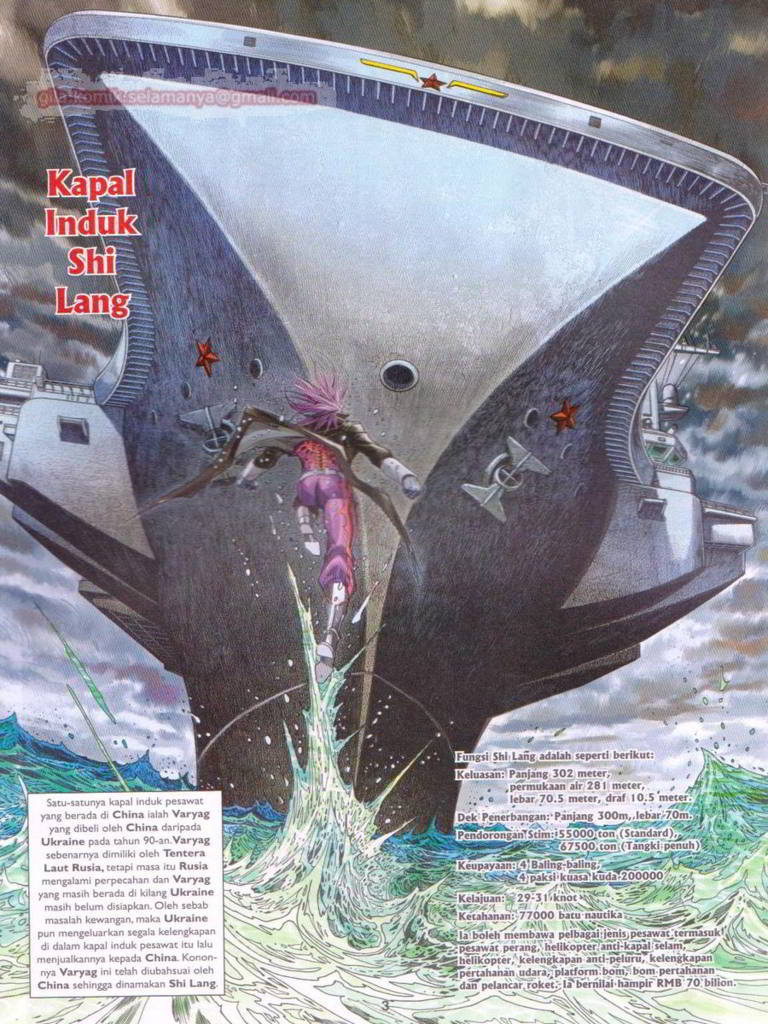 gila-komik-selamanya@gmail.com
Kapal
Induk
Shi
Lang
Satu-satunya kapal induk pesawat
yang berada di China ialah Varyag
yang dibeli oleh China daripada
Ukraine pada tahun 90-an. Varyag
sebenarnya dimiliki oleh Tentera
Laut Rusia, tetapi masa itu Rusia
mengalami perpecahan dan Varyag
yang masih berada di kilang Ukraine
masih belum disiapkan. Oleh sebab
masalah kewangan, maka Ukraine
pun mengeluarkan segala kelengkapan
di dalam kapal induk pesawat itu lalu
menjualkannya kepada China. Konon-
nya Varyag ini telah diubahsuai oleh
China sehingga dinamakan Shi Lang.
Fungsi Shi Lang adalah seperti berikut:
Keluasan: Panjang 302 meter,
permukaan air 281 meter,
lebar 70.5 meter, draf 10.5 meter.
Dek Penerbangan: Panjang 300m, lebar 70m.
Pendorongan Stim: 55000 ton (Standard),
67500 ton (Tangki penuh)
Keupayaan: 4 Baling-baling,
4 paksi kuasa kuda 200000
Kelajuan: 29-31 knot
Ketahanan: 77000 batu nautika
Ia boleh membawa pelbagai jenis pesawat termasuk
pesawat perang, helikopter anti-kapal selam,
helikopter, kelengkapan anti-peluru, kelengkapan
pertahanan udara, platform bom, bom pertahanan
dan pelancar roket. Ia bernilai hampir RMB 70 bilion.
3